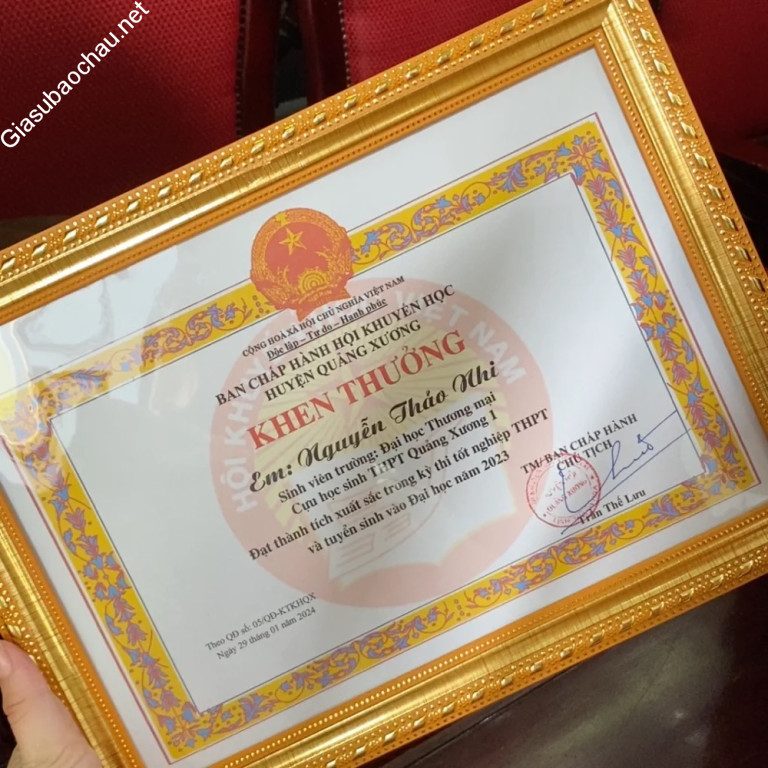 Giasubaochau.net
CỘNG HOÀ XÃ HỘI CHỦ NGHĨA VIỆT NAM
Độc lập – Tự do – Hạnh phúc
BAN CHẤP HÀNH HỘI KHUYẾN HỌC
HUYỆN QUẢNG XƯƠNG
KHEN THƯỞNG
Em: Nguyễn Thảo Nhi
Sinh viên trường: Đại học Thương mại
Cựu học sinh THPT Quảng Xương 1
Đạt thành tích xuất sắc trong kỳ thi tốt nghiệp THPT
và tuyển sinh vào Đại học năm 2023
TM/BAN CHẤP HÀNH
CHỦ TỊCH
Trần Thế Lưu
Theo QĐ số: 05/QĐ-KTKHQX
Ngày 29 tháng 01 năm 2024
HỘI KHUY VIỆT NAM